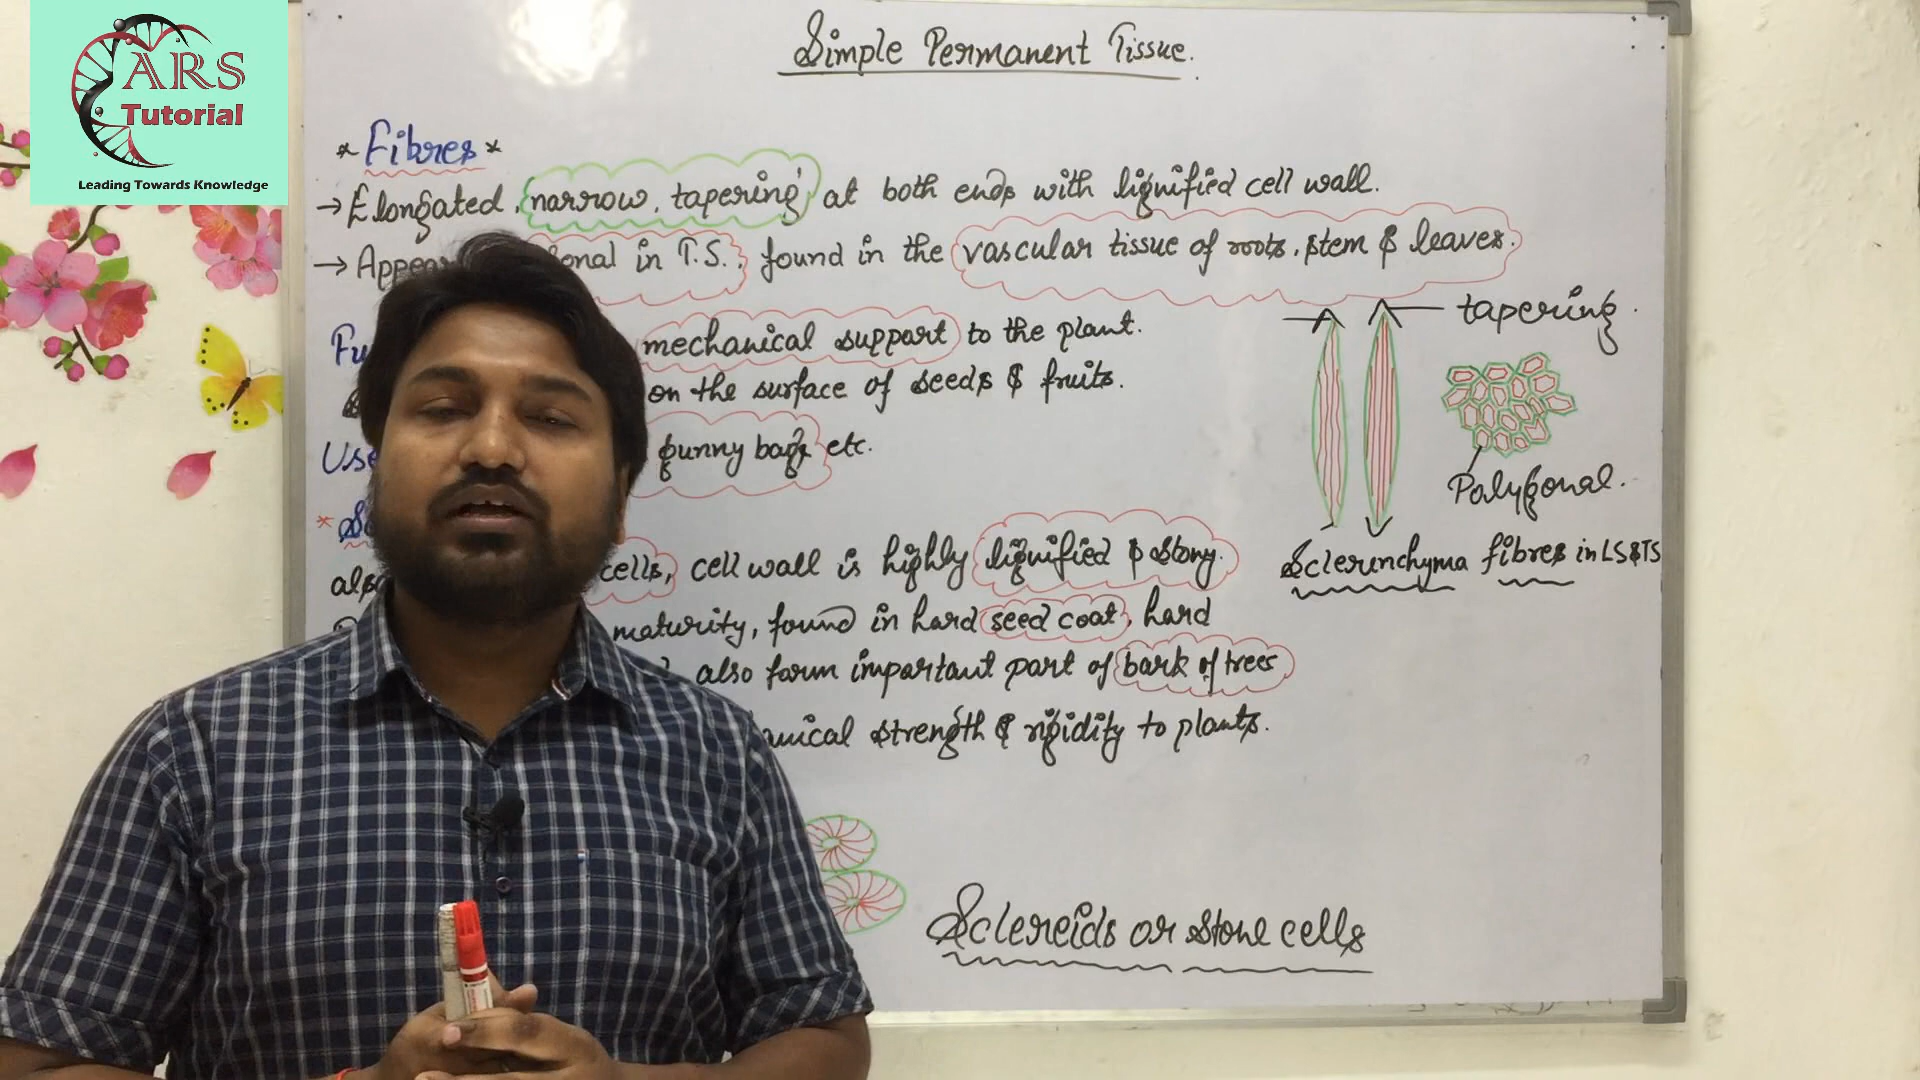 ARS
Tutorial
Leading Towards Knowledge
Simple Permanent Tissue.
* Fibres *
→ Elongated, narrow, tapering, at both ends with lignified cell wall.
→ Appear onal in T.S., found in the vascular tissue of roots, stem & leaves.
mechanical support to the plant.
on the surface of seeds & fruits.
Use gunny bags etc.
cells, cell wall is highly lignified & stony.
maturity, found in hard seed coat, hard
also form important part of bark of trees
anical strength & rigidity to plants.
tapering.
Polygonal.
Sclerenchyma fibres in LS & TS
Sclereids or stone cells